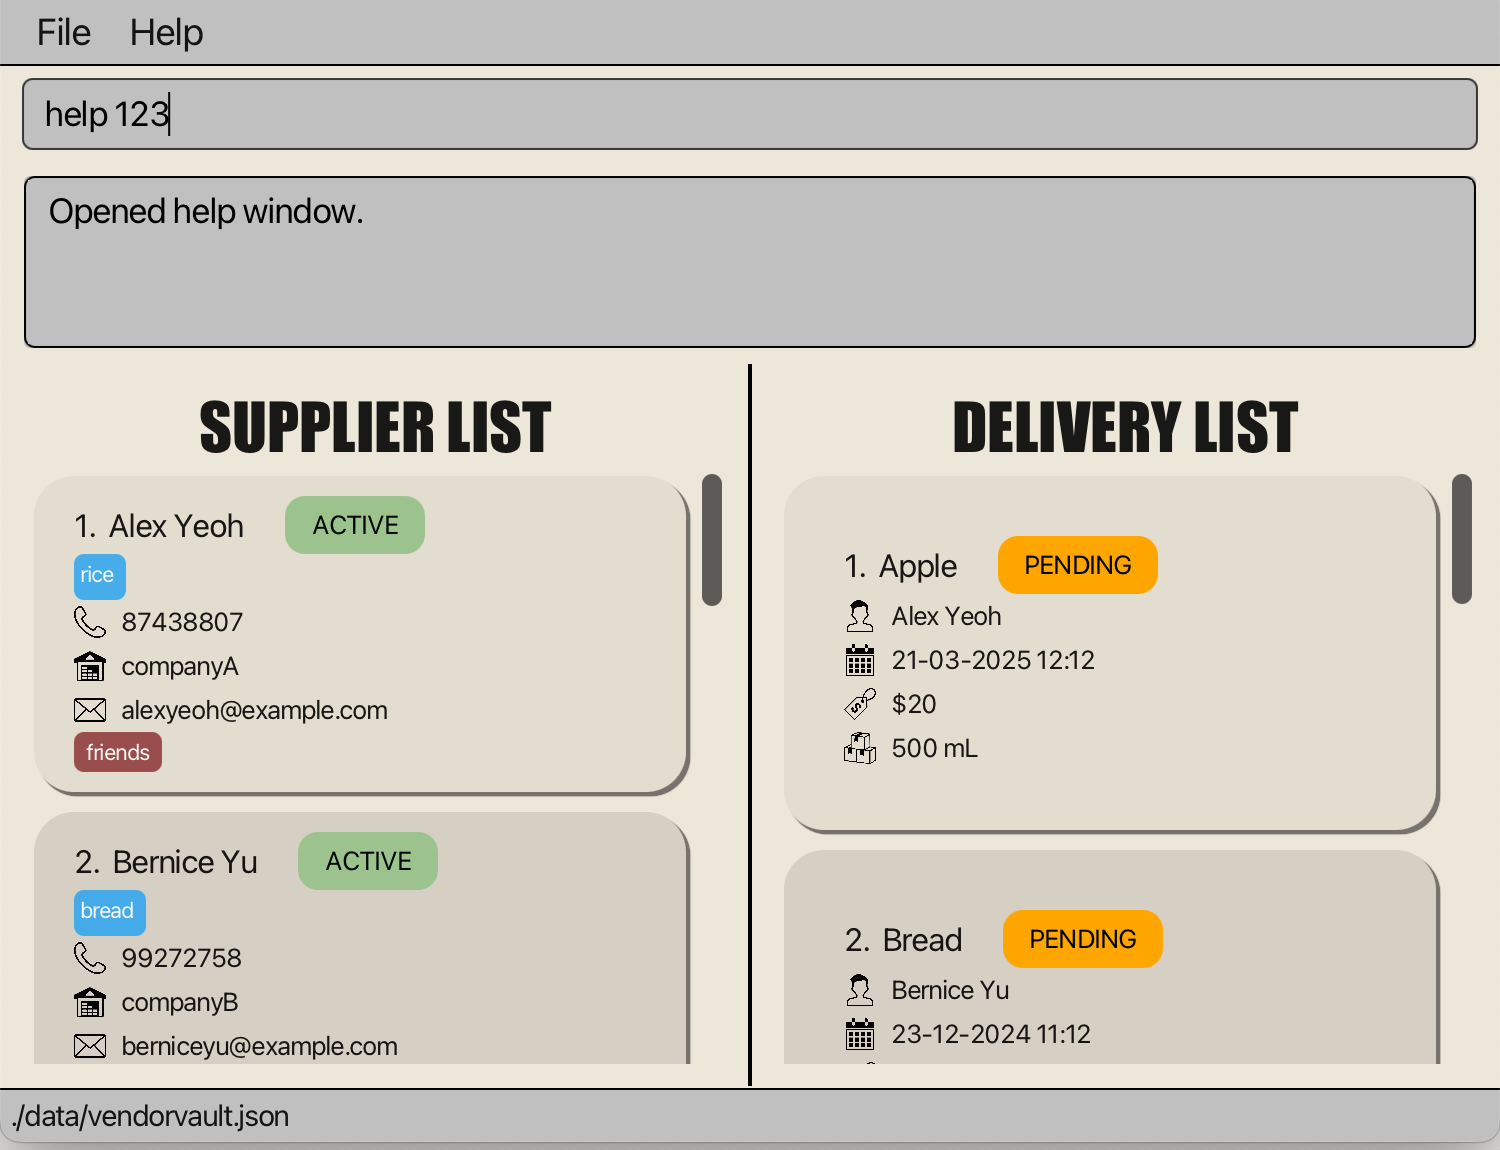 File Help
help 123
Opened help window.
SUPPLIER LIST
1. Alex Yeoh ACTIVE
rice
87438807
companyA
alexyeoh@example.com
friends
2. Bernice Yu ACTIVE
bread
99272758
companyB
berniceyu@example.com
DELIVERY LIST
1. Apple PENDING
Alex Yeoh
21-03-2025 12:12
$20
500 mL
2. Bread PENDING
Bernice Yu
23-12-2024 11:12
./data/vendorvault.json